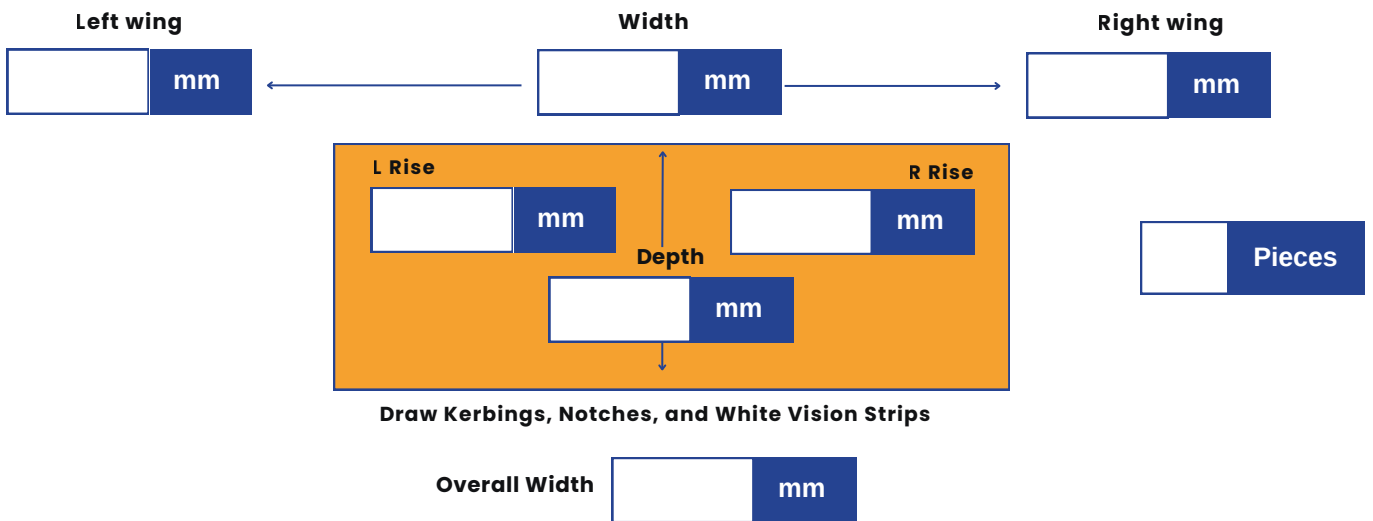 Left wing
Width
Right wing
mm
mm
mm
L Rise
R Rise
mm
mm
Pieces
Depth
mm
Draw Kerbings, Notches, and White Vision Strips
Overall Width
mm